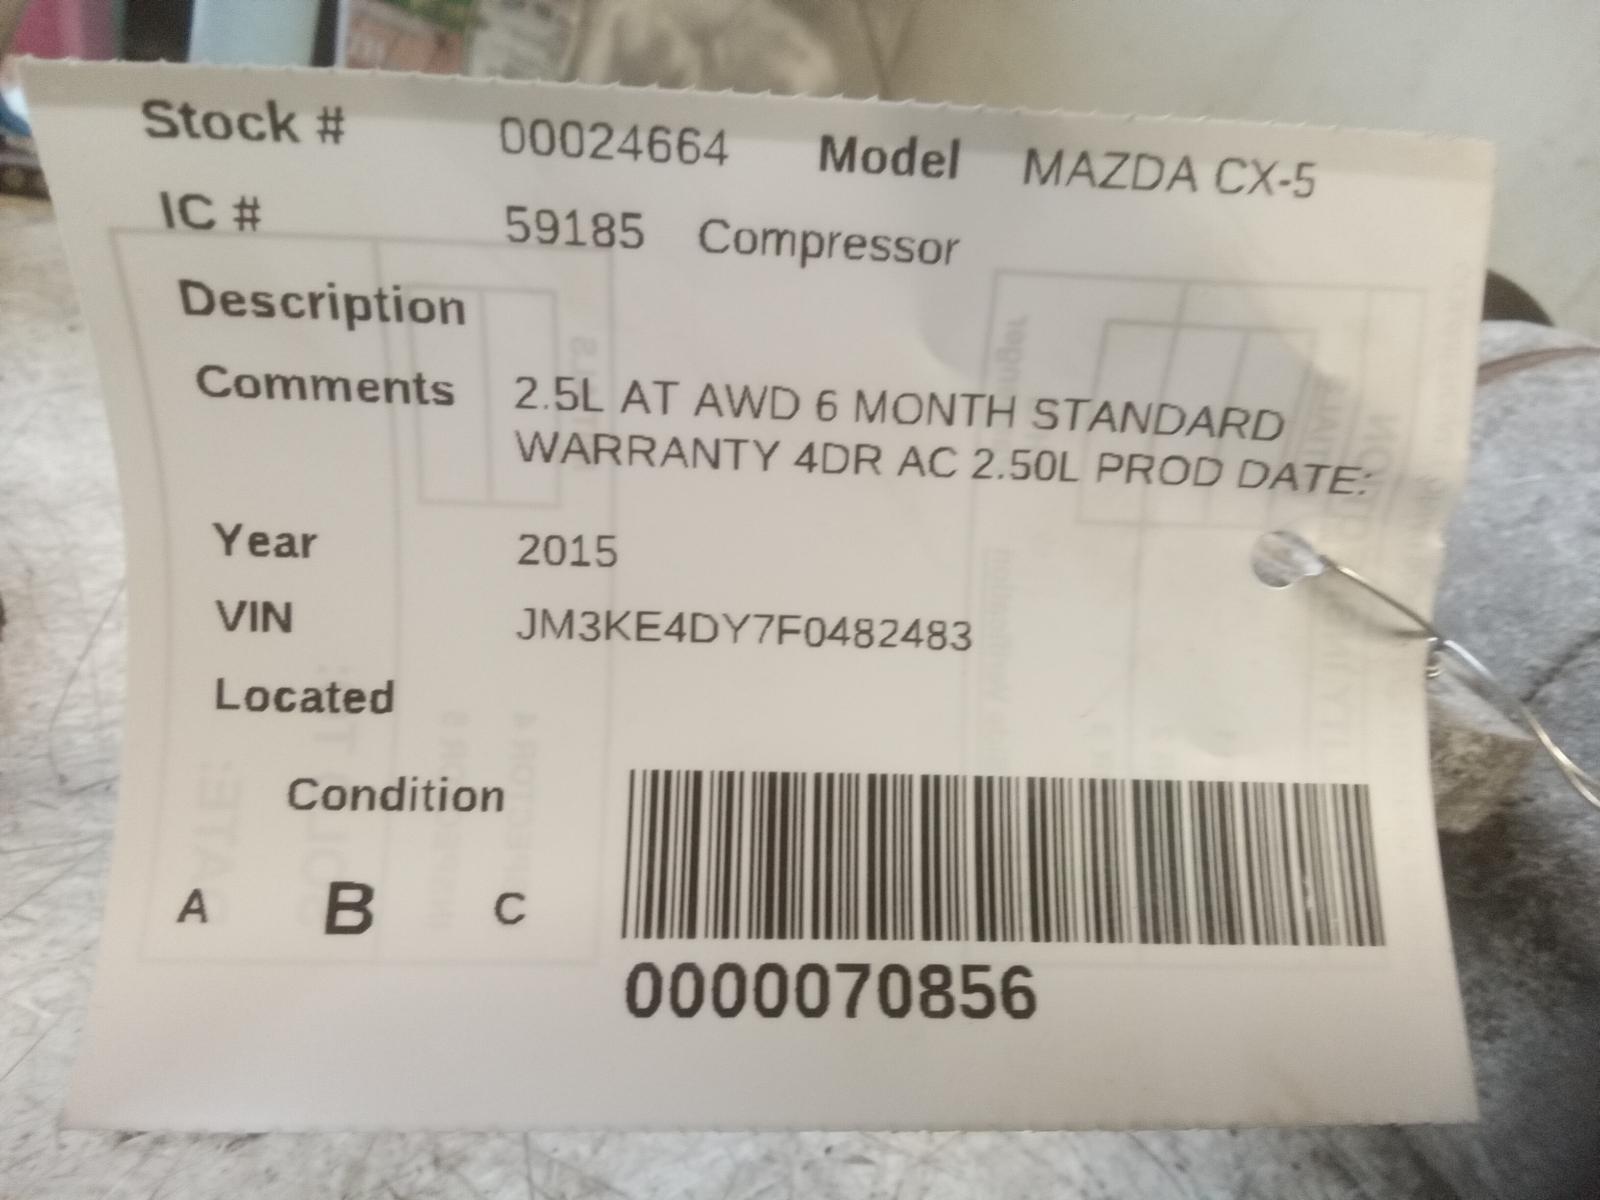 Stock # 00024664 Model MAZDA CX-5
IC # 59185 Compressor
Description
Comments 2.5L AT AWD 6 MONTH STANDARD
WARRANTY 4DR AC 2.50L PROD DATE:
Year 2015
VIN JM3KE4DY7F0482483
Located
Condition
A B C
0000070856